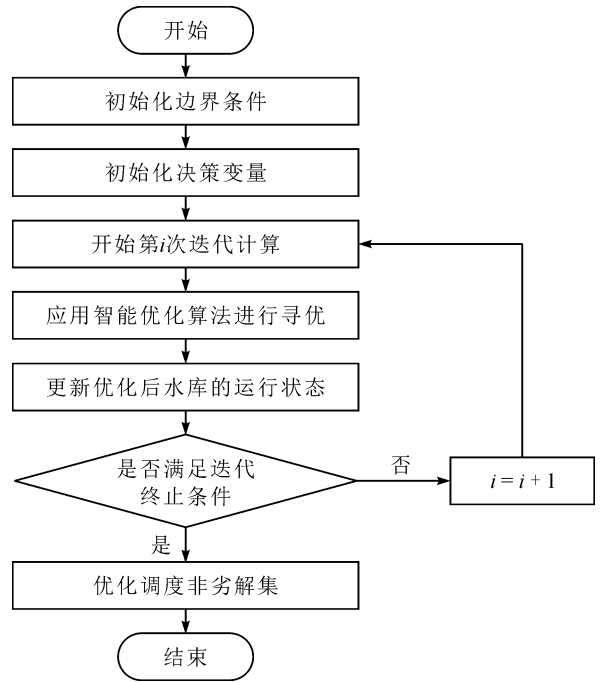 开始
初始化边界条件
初始化决策变量
开始第i次迭代计算
应用智能优化算法进行寻优
更新优化后水库的运行状态
是否满足迭代
终止条件
否
i = i + 1
是
优化调度非劣解集
结束